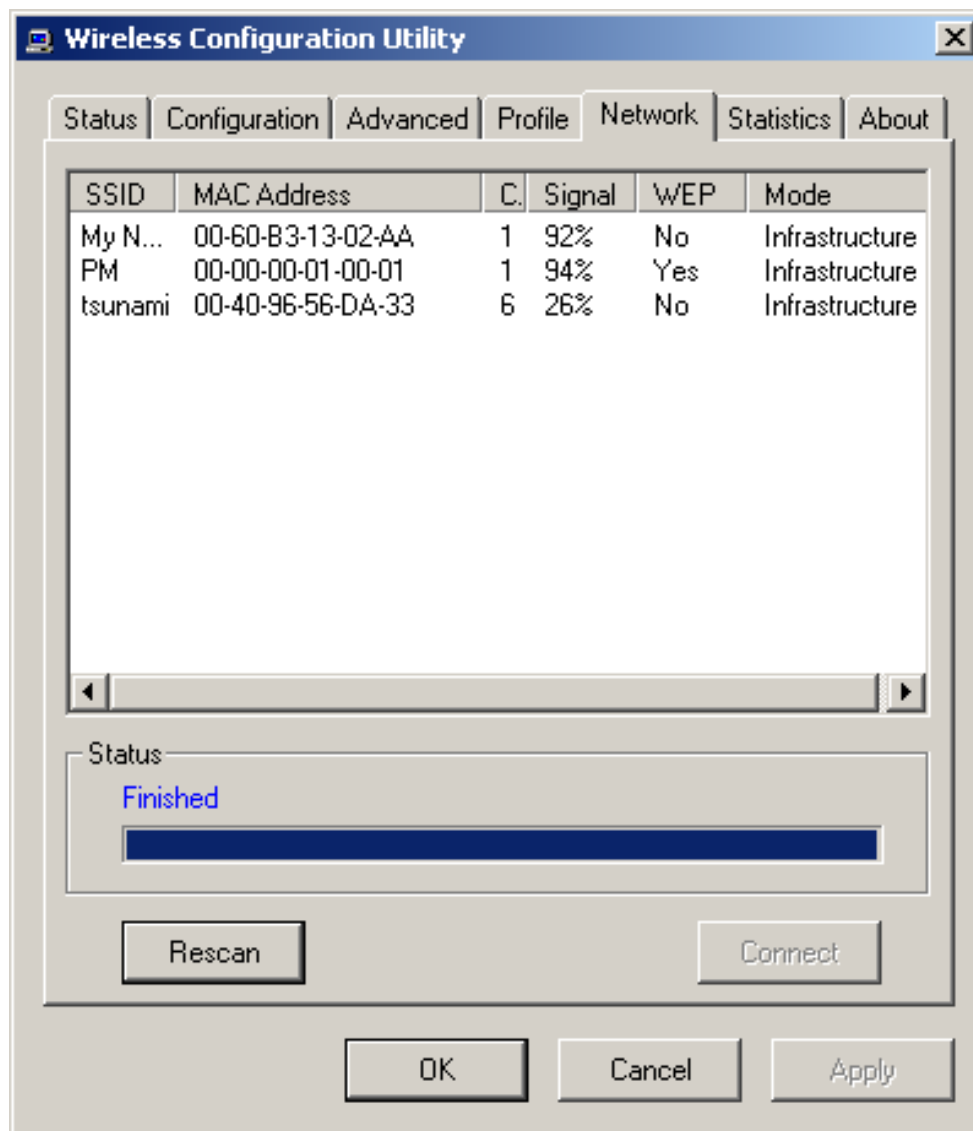 Wireless Configuration Utility
Status Configuration Advanced Profile Network Statistics About
SSID MAC Address C. Signal WEP Mode
My N... 00-60-B3-13-02-AA 1 92% No Infrastructure
PM 00-00-00-01-00-01 1 94% Yes Infrastructure
tsunami 00-40-96-56-DA-33 6 26% No Infrastructure
Status
Finished
Rescan Connect
OK Cancel Apply